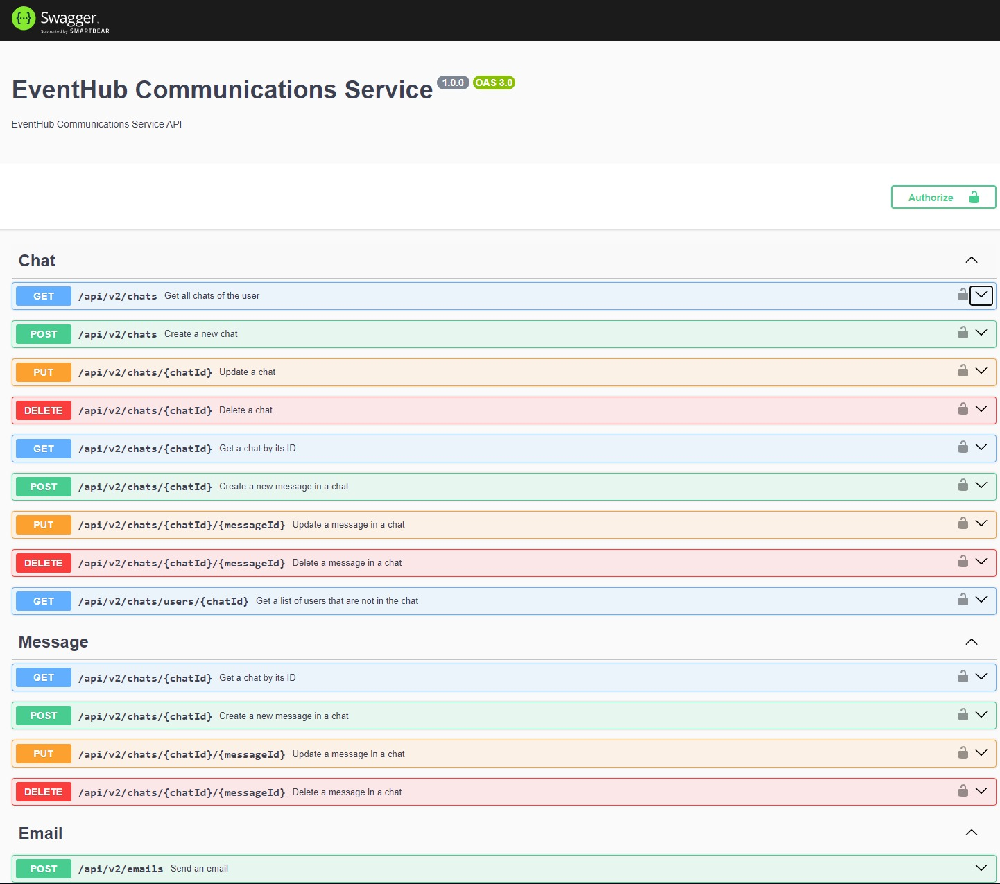 {···} Swagger
Supported by SMARTBEAR
EventHub Communications Service 1.0.0 OAS 3.0
EventHub Communications Service API
Authorize
Chat
GET /api/v2/chats Get all chats of the user
POST /api/v2/chats Create a new chat
PUT /api/v2/chats/{chatId} Update a chat
DELETE /api/v2/chats/{chatId} Delete a chat
GET /api/v2/chats/{chatId} Get a chat by its ID
POST /api/v2/chats/{chatId} Create a new message in a chat
PUT /api/v2/chats/{chatId}/{messageId} Update a message in a chat
DELETE /api/v2/chats/{chatId}/{messageId} Delete a message in a chat
GET /api/v2/chats/users/{chatId} Get a list of users that are not in the chat
Message
GET /api/v2/chats/{chatId} Get a chat by its ID
POST /api/v2/chats/{chatId} Create a new message in a chat
PUT /api/v2/chats/{chatId}/{messageId} Update a message in a chat
DELETE /api/v2/chats/{chatId}/{messageId} Delete a message in a chat
Email
POST /api/v2/emails Send an email